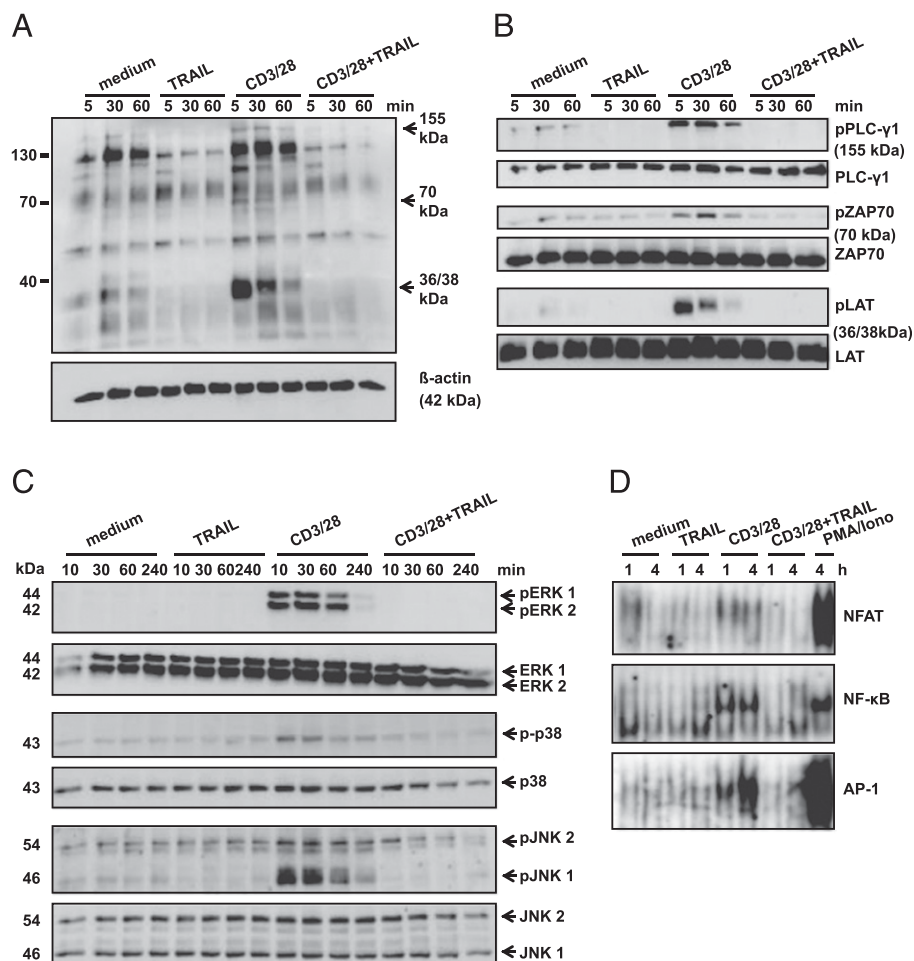 A
medium TRAIL CD3/28 CD3/28+TRAIL
5 30 60 5 30 60 5 30 60 5 30 60 min
155 kDa
130
70
70 kDa
40
36/38 kDa
ß-actin
(42 kDa)
B
medium TRAIL CD3/28 CD3/28+TRAIL
5 30 60 5 30 60 5 30 60 5 30 60 min
pPLC-γ1
(155 kDa)
PLC-γ1
pZAP70
(70 kDa)
ZAP70
pLAT
(36/38kDa)
LAT
C
medium TRAIL CD3/28 CD3/28+TRAIL
kDa 10 30 60 240 10 30 60 240 10 30 60 240 10 30 60 240 min
44 pERK 1
42 pERK 2
44 ERK 1
42 ERK 2
43 p-p38
43 p38
54 pJNK 2
46 pJNK 1
54 JNK 2
46 JNK 1
D
medium TRAIL CD3/28 CD3/28+TRAIL PMA/Iono
1 4 1 4 1 4 1 4 4 h
NFAT
NF-κB
AP-1